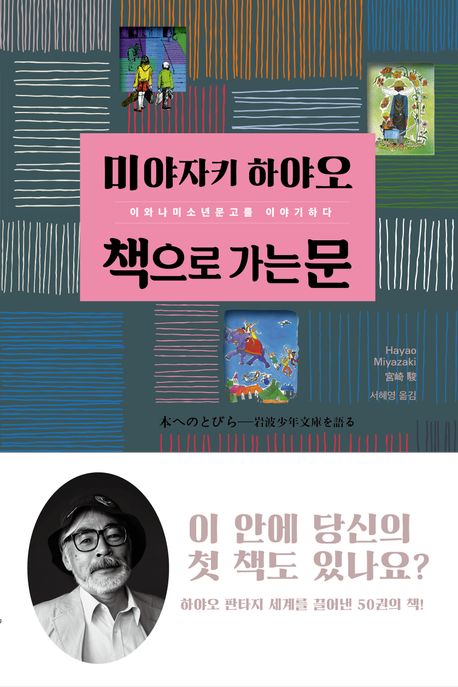 미야자키 하야오
이와나미소년문고를 이야기하다
책으로 가는 문
Hayao
Miyazaki
宮崎 駿
서혜영 옮김
本へのとびら――岩波少年文庫を語る
이 안에 당신의
첫 책도 있나요?
하야오 판타지 세계를 끌어낸 50권의 책!